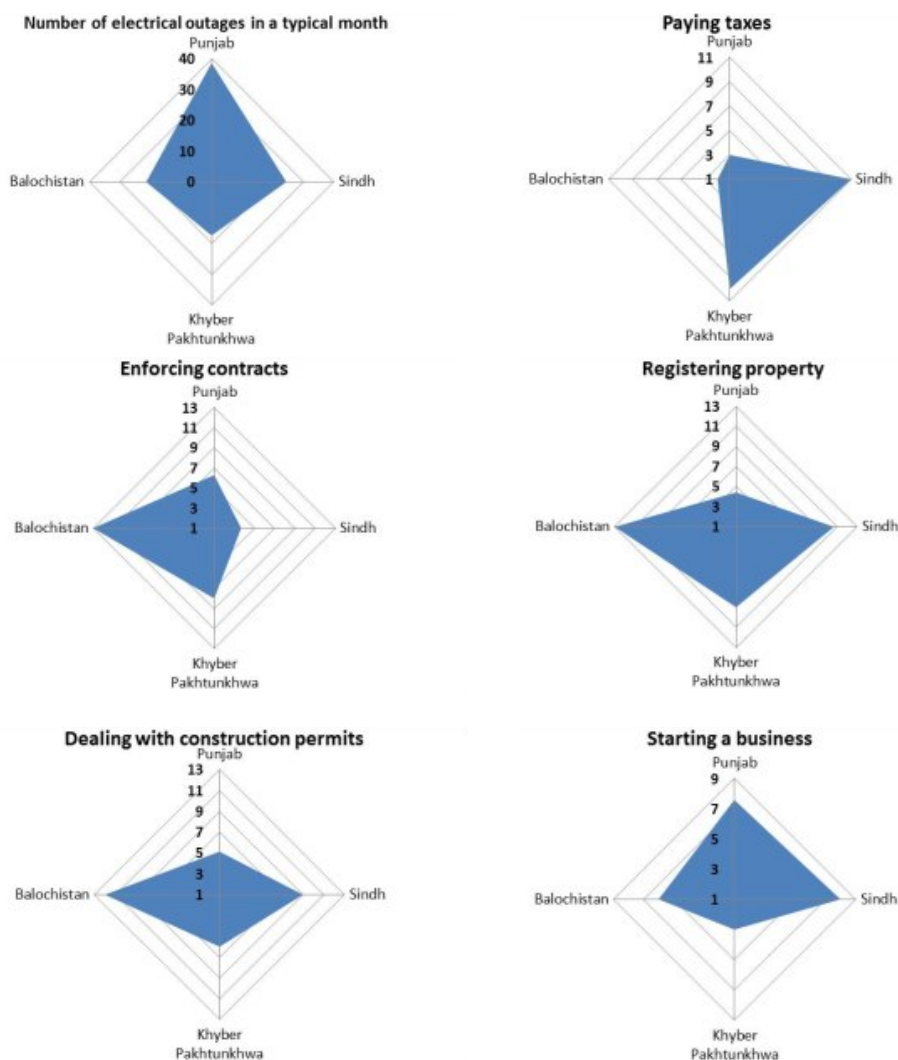 Number of electrical outages in a typical month
Punjab
40
30
20
10
0
Balochistan
Sindh
Khyber
Pakhtunkhwa
Paying taxes
Punjab
11
9
7
5
3
1
Sindh
Balochistan
Khyber
Pakhtunkhwa
Enforcing contracts
Punjab
13
11
9
7
5
3
1
Balochistan
Sindh
Khyber
Pakhtunkhwa
Registering property
Punjab
13
11
9
7
5
3
1
Balochistan
Sindh
Khyber
Pakhtunkhwa
Dealing with construction permits
Punjab
13
11
9
7
5
3
1
Balochistan
Sindh
Khyber
Pakhtunkhwa
Starting a business
Punjab
9
7
5
3
1
Balochistan
Sindh
Khyber
Pakhtunkhwa